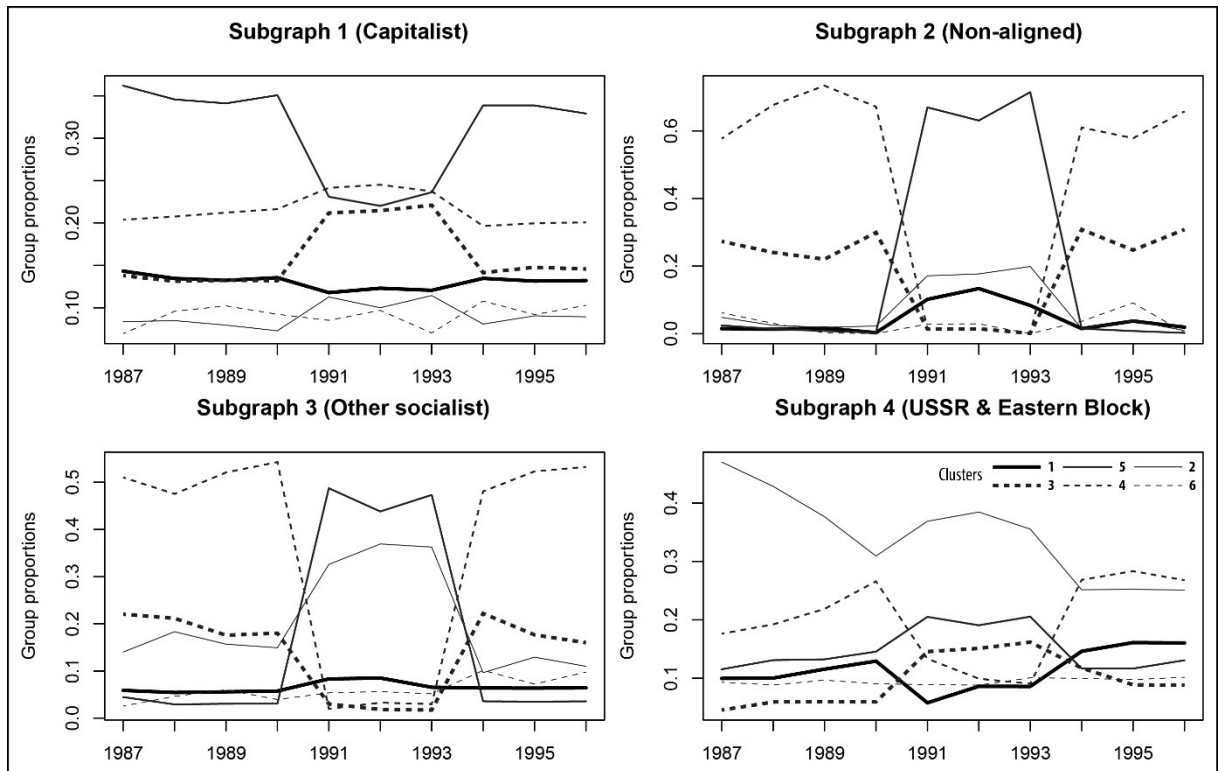 Subgraph 1 (Capitalist)
Group proportions
0.30
0.20
0.10
1987 1989 1991 1993 1995
Subgraph 2 (Non-aligned)
Group proportions
0.6
0.4
0.2
0.0
1987 1989 1991 1993 1995
Subgraph 3 (Other socialist)
Group proportions
0.5
0.4
0.3
0.2
0.1
0.0
1987 1989 1991 1993 1995
Subgraph 4 (USSR & Eastern Block)
Clusters 1 5 2
3 4 6
Group proportions
0.4
0.3
0.2
0.1
1987 1989 1991 1993 1995